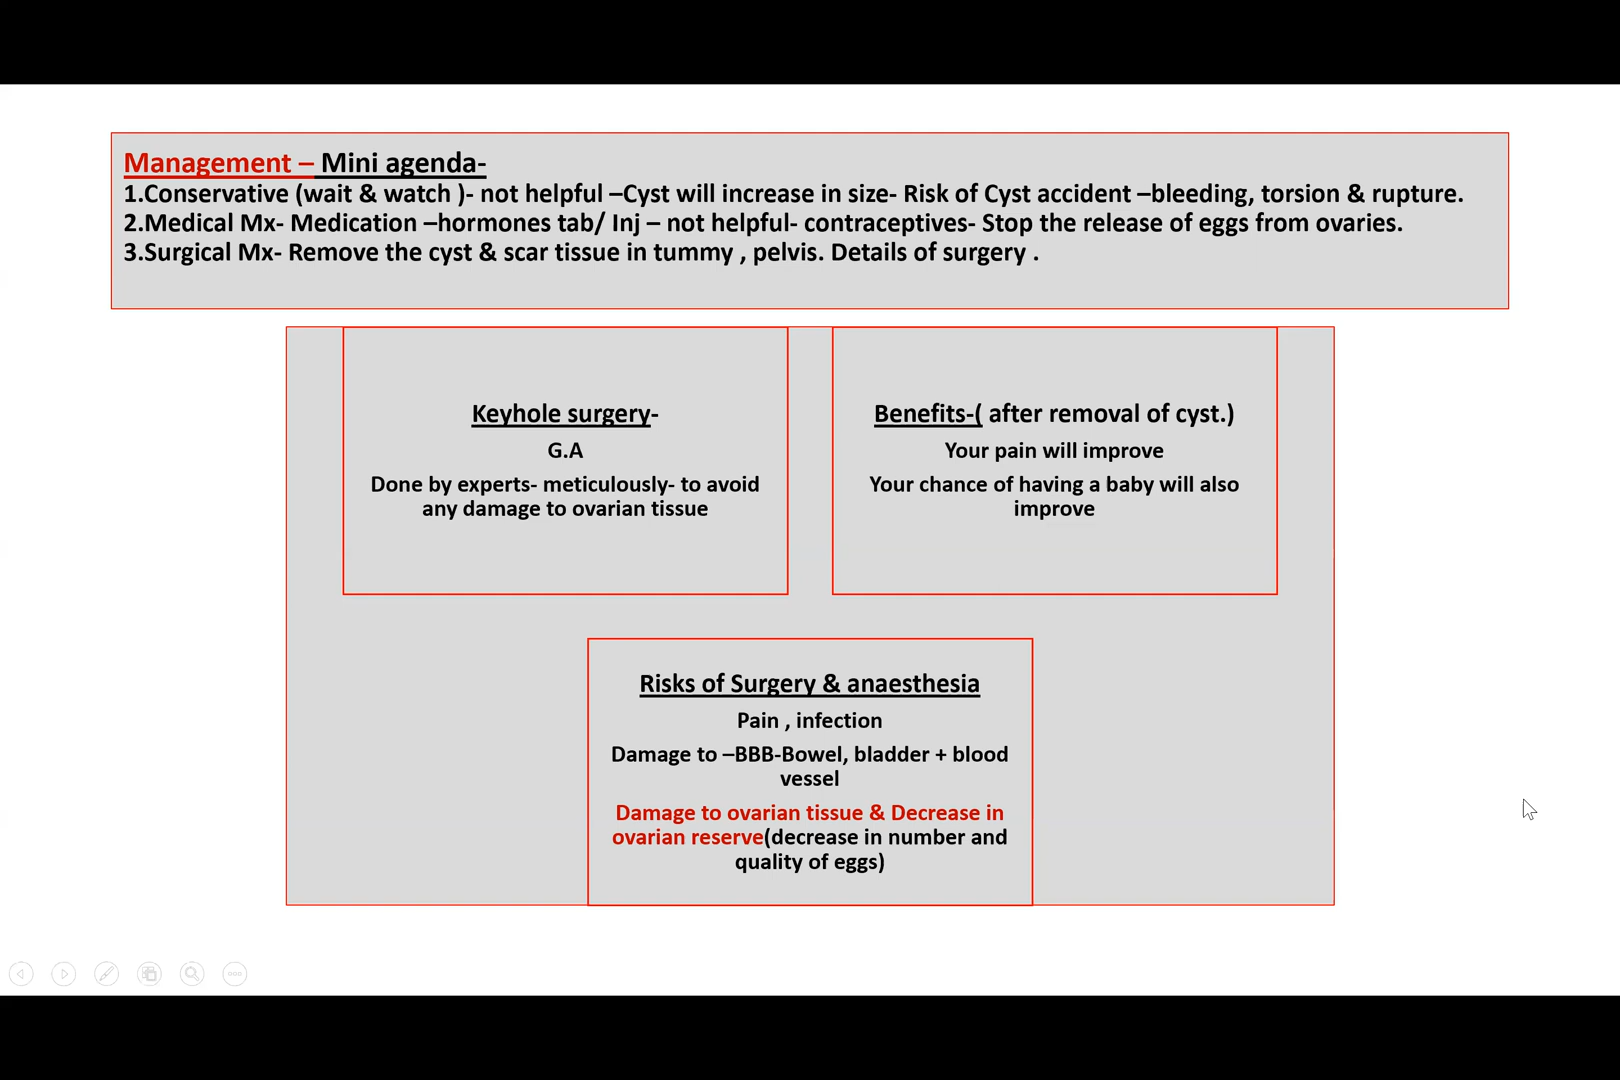 Management – Mini agenda-
1.Conservative (wait & watch )- not helpful –Cyst will increase in size- Risk of Cyst accident –bleeding, torsion & rupture.
2.Medical Mx- Medication –hormones tab/ Inj – not helpful- contraceptives- Stop the release of eggs from ovaries.
3.Surgical Mx- Remove the cyst & scar tissue in tummy , pelvis. Details of surgery .
Keyhole surgery-
G.A
Done by experts- meticulously- to avoid
any damage to ovarian tissue
Benefits-( after removal of cyst.)
Your pain will improve
Your chance of having a baby will also
improve
Risks of Surgery & anaesthesia
Pain , infection
Damage to –BBB-Bowel, bladder + blood
vessel
Damage to ovarian tissue & Decrease in
ovarian reserve(decrease in number and
quality of eggs)